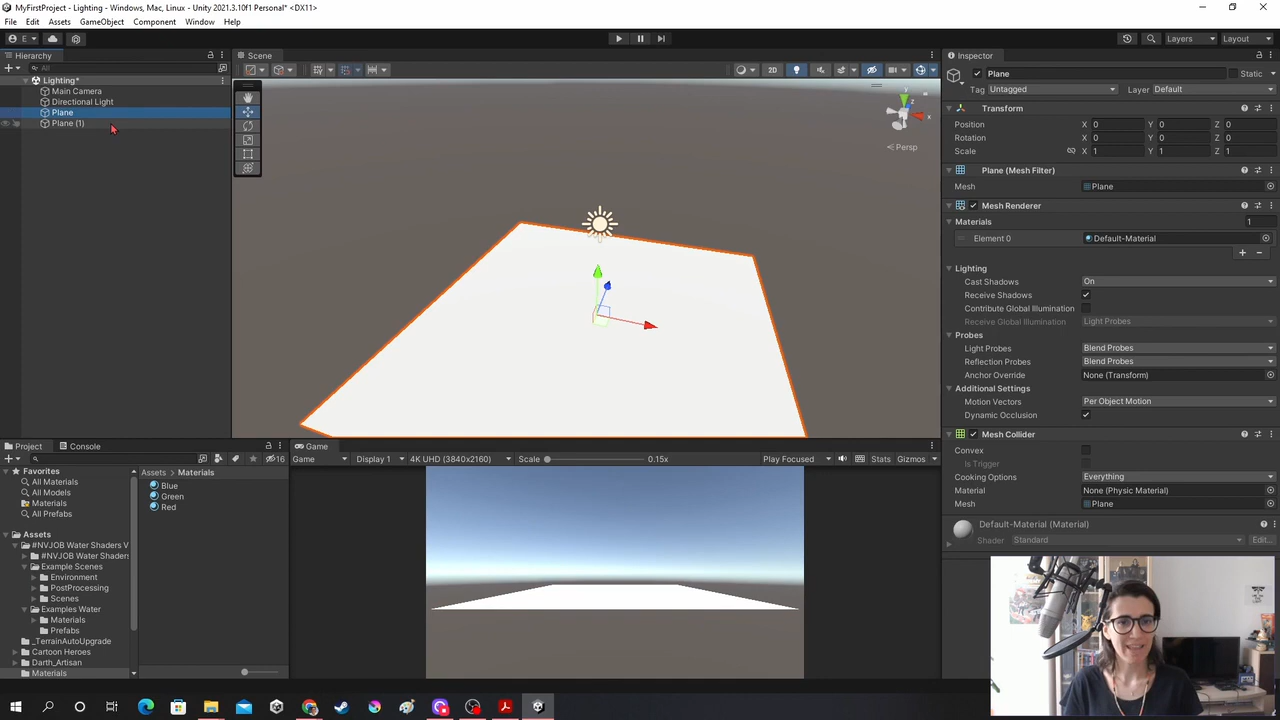 MyFirstProject - Lighting - Windows, Mac, Linux - Unity 2021.3.10f1 Personal* <DX11>
File Edit Assets GameObject Component Window Help
E Layers Layout
Hierarchy
All
Lighting*
Main Camera
Directional Light
Plane
Plane (1)
Scene
2D
y
x
Persp
Inspector
Plane Static
Tag Untagged Layer Default
Transform
Position X 0 Y 0 Z 0
Rotation X 0 Y 0 Z 0
Scale X 1 Y 1 Z 1
Plane (Mesh Filter)
Mesh Plane
Mesh Renderer
Materials 1
Element 0 Default-Material
Lighting
Cast Shadows On
Receive Shadows
Contribute Global Illumination
Receive Global Illumination Light Probes
Probes
Light Probes Blend Probes
Reflection Probes Blend Probes
Anchor Override None (Transform)
Additional Settings
Motion Vectors Per Object Motion
Dynamic Occlusion
Mesh Collider
Convex
Is Trigger
Cooking Options Everything
Material None (Physic Material)
Mesh Plane
Default-Material (Material)
Shader Standard Edit...
Project Console
16
Favorites
All Materials
All Models
Materials
All Prefabs
Assets
#NVJOB Water Shaders V
#NVJOB Water Shaders
Example Scenes
Environment
PostProcessing
Scenes
Examples Water
Materials
Prefabs
_TerrainAutoUpgrade
Cartoon Heroes
Darth_Artisan
Materials
Assets Materials
Blue
Green
Red
Game
Game Display 1 4K UHD (3840x2160) Scale 0.15x Play Focused Stats Gizmos